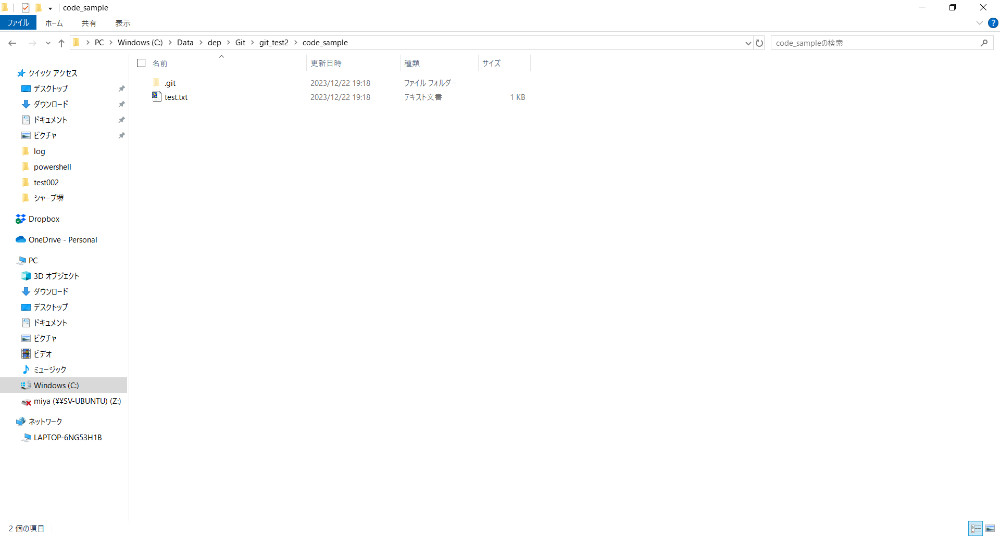 code_sample
ファイル ホーム 共有 表示
PC Windows (C:) Data dep Git git_test2 code_sample
code_sampleの検索
名前 更新日時 種類 サイズ
.git 2023/12/22 19:18 ファイル フォルダー
test.txt 2023/12/22 19:18 テキスト文書 1 KB
クイック アクセス
デスクトップ
ダウンロード
ドキュメント
ピクチャ
log
powershell
test002
シャープ堺
Dropbox
OneDrive - Personal
PC
3D オブジェクト
ダウンロード
デスクトップ
ドキュメント
ピクチャ
ビデオ
ミュージック
Windows (C:)
miya (¥¥SV-UBUNTU) (Z:)
ネットワーク
LAPTOP-6NG53H1B
2 個の項目